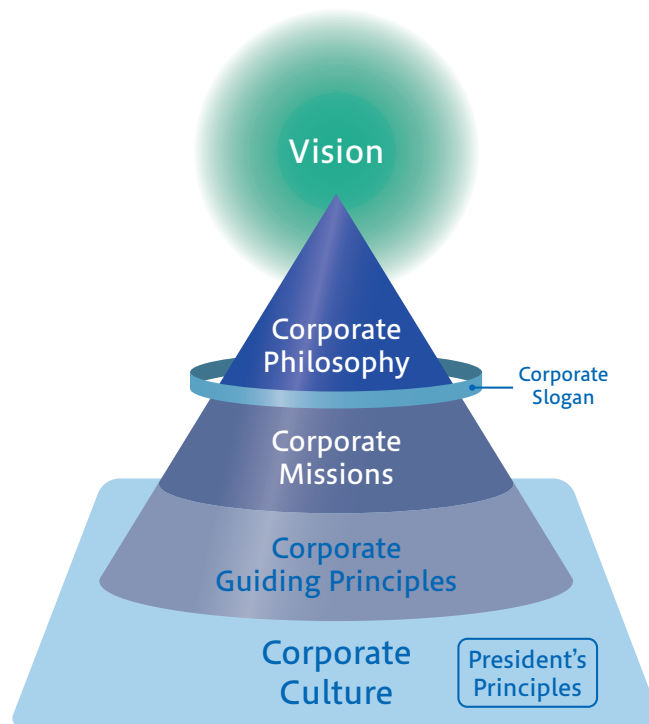 Vision
Corporate
Philosophy
Corporate
Slogan
Corporate
Missions
Corporate
Guiding Principles
Corporate
Culture
President’s
Principles